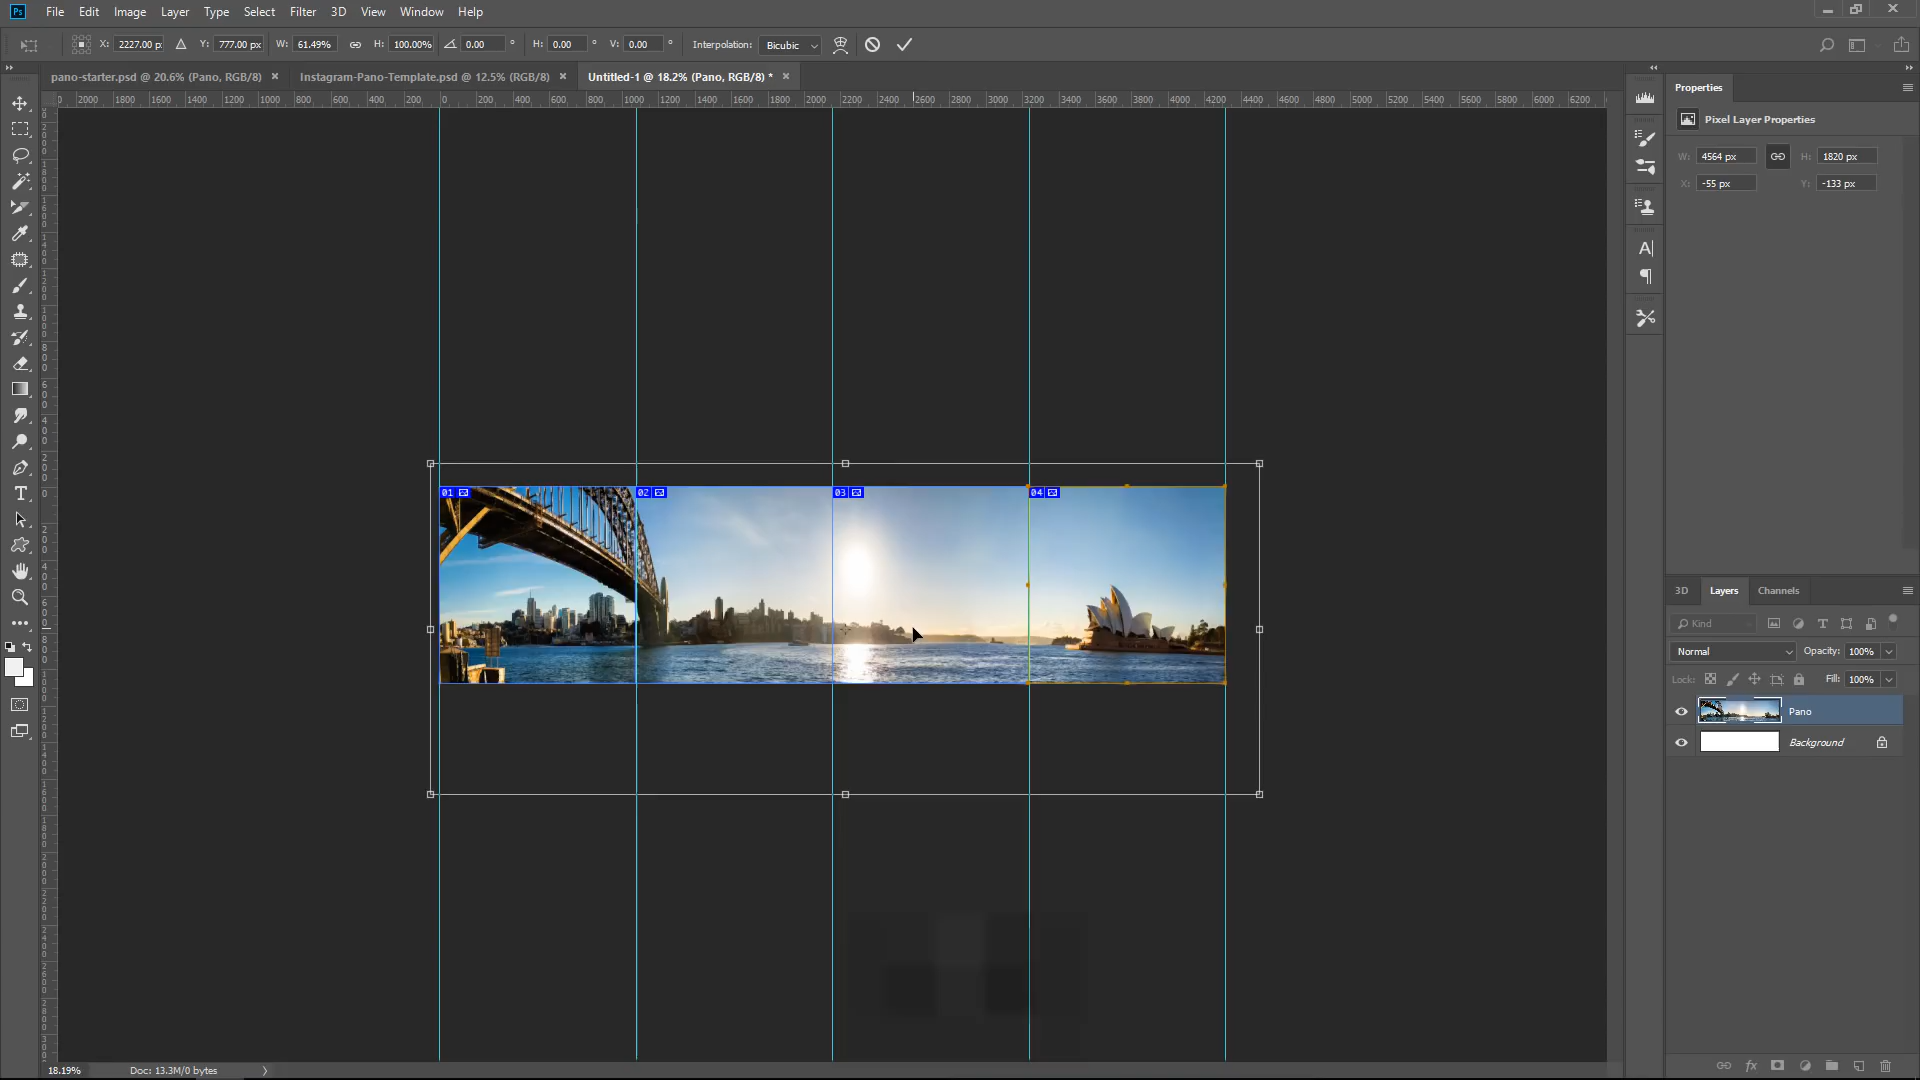 Ps File Edit Image Layer Type Select Filter 3D View Window Help
X: 2227.00 p: Y: 777.00 px W: 61.49% H: 100.00% 0.00 ° H: 0.00 ° V: 0.00 ° Interpolation: Bicubic
pano-starter.psd @ 20.6% (Pano, RGB/8) × Instagram-Pano-Template.psd @ 12.5% (RGB/8) × Untitled-1 @ 18.2% (Pano, RGB/8) * ×
2000 1800 1600 1400 1200 1000 800 600 400 200 0 200 400 600 800 1000 1200 1400 1600 1800 2000 2200 2400 2600 2800 3000 3200 3400 3600 3800 4000 4200 4400 4600 4800 5000 5200 5400 5600 5800 6000 6200
01 02 03 04
Properties
Pixel Layer Properties
W: 4564 px H: 1820 px
X: -55 px Y: -133 px
3D Layers Channels
Kind
Normal Opacity: 100%
Lock: Fill: 100%
Pano
Background
fx
18.19% Doc: 13.3M/0 bytes